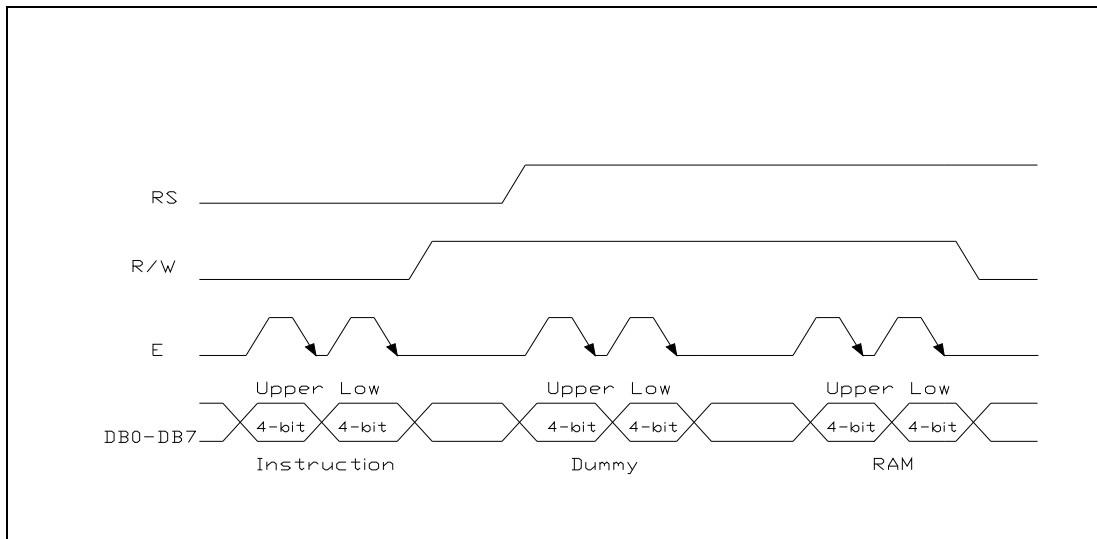 RS
R/W
E
Upper Low Upper Low Upper Low
DB0-DB7 4-bit 4-bit 4-bit 4-bit 4-bit 4-bit
Instruction Dummy RAM